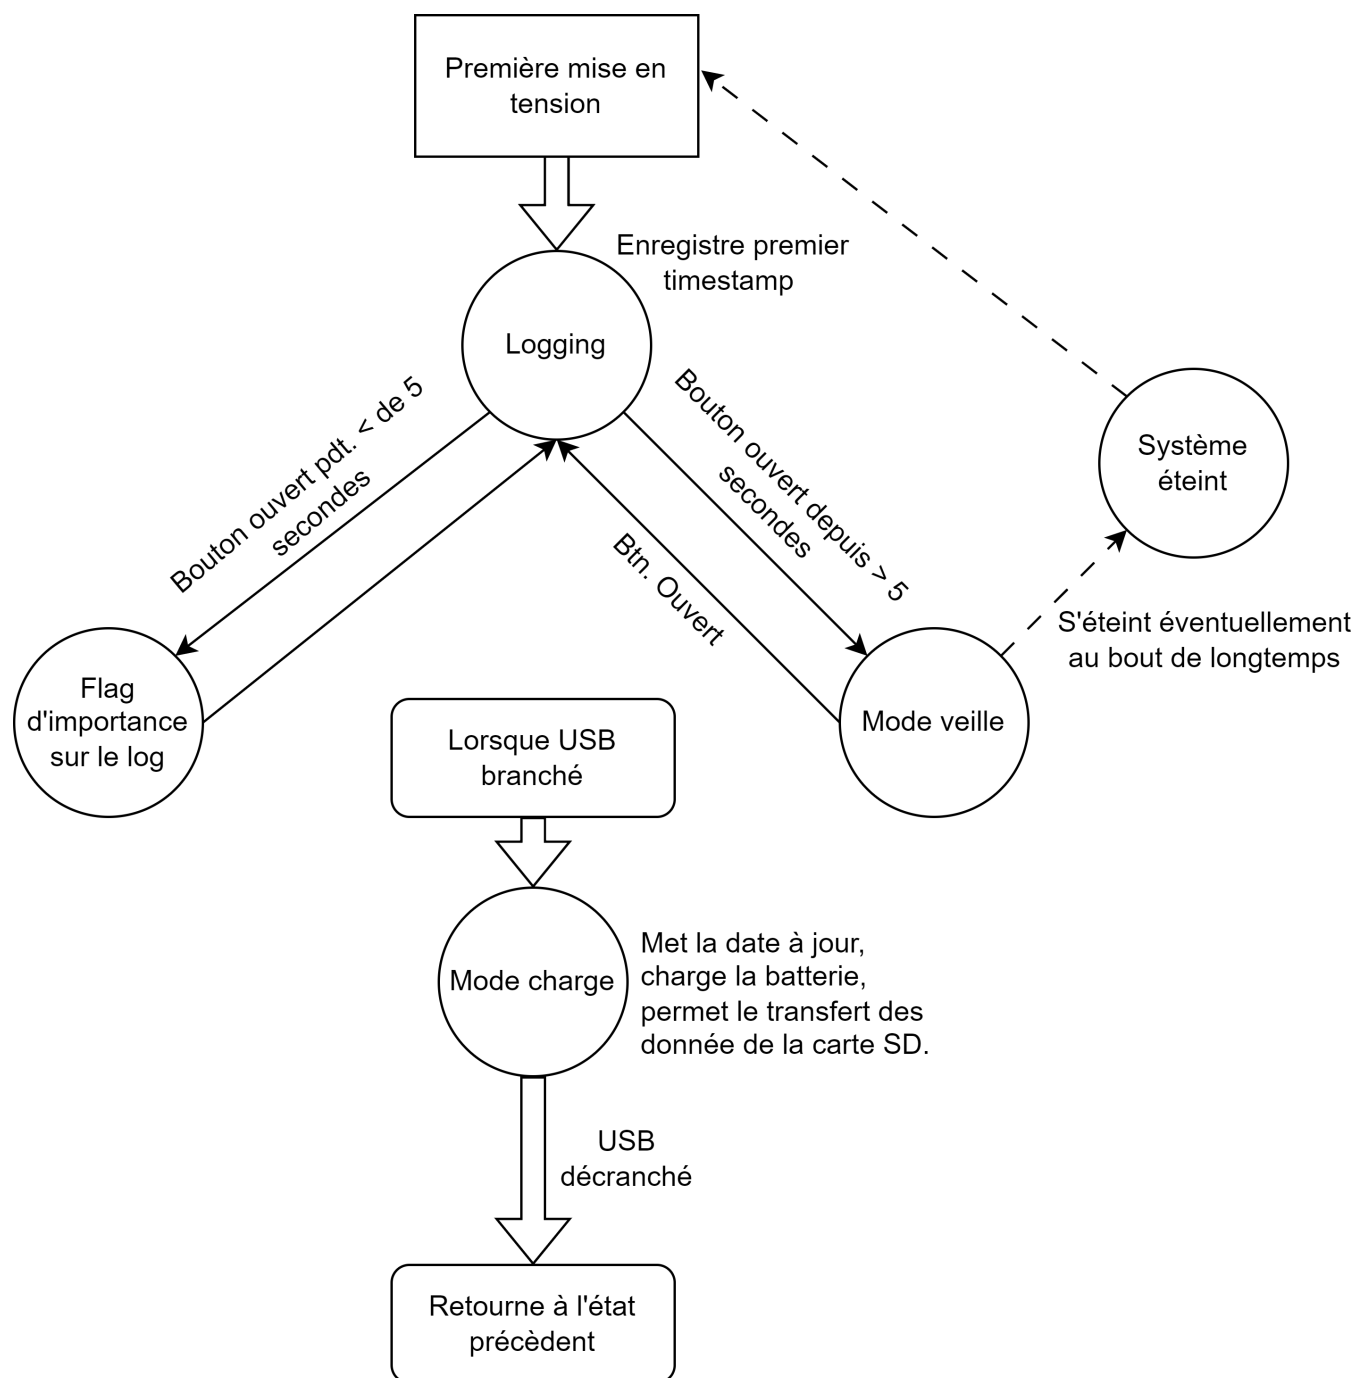 Première mise en
tension
Enregistre premier
timestamp
Logging
Bouton ouvert pdt. < de 5
secondes
Bouton ouvert depuis > 5
secondes
Btn. Ouvert
Système
éteint
S'éteint éventuellement
au bout de longtemps
Flag
d'importance
sur le log
Mode veille
Lorsque USB
branché
Mode charge
Met la date à jour,
charge la batterie,
permet le transfert des
donnée de la carte SD.
USB
décranché
Retourne à l'état
précèdent